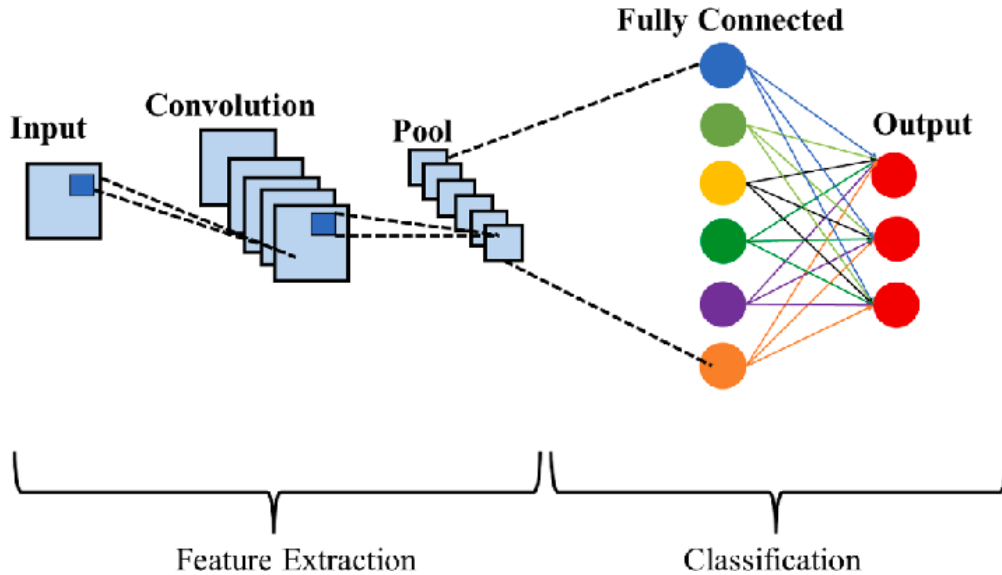 Fully Connected
Convolution
Input
Pool
Output
Feature Extraction
Classification